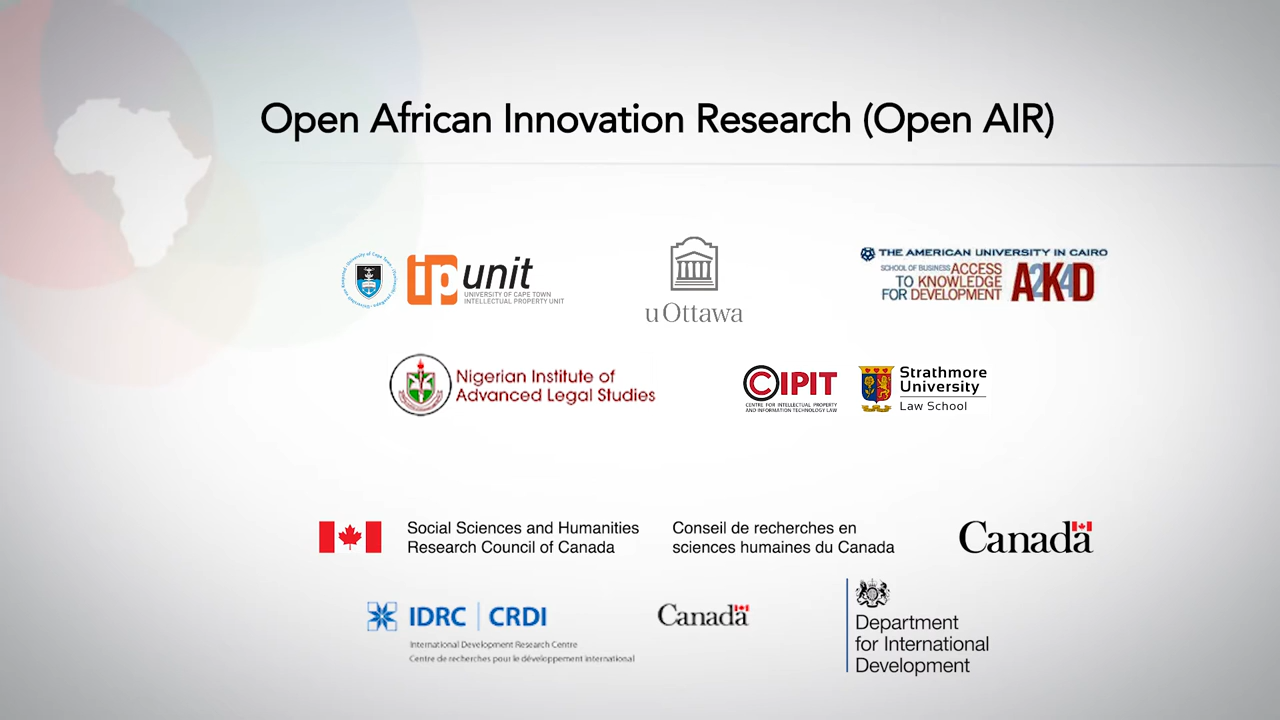 Open African Innovation Research (Open AIR)
ip unit
UNIVERSITY OF CAPE TOWN
INTELLECTUAL PROPERTY UNIT
uOttawa
THE AMERICAN UNIVERSITY IN CAIRO
SCHOOL OF BUSINESS ACCESS
TO KNOWLEDGE
FOR DEVELOPMENT
A2K4D
Nigerian Institute of
Advanced Legal Studies
CIPIT
CENTRE FOR INTELLECTUAL PROPERTY
AND INFORMATION TECHNOLOGY LAW
Strathmore
University
Law School
Social Sciences and Humanities
Research Council of Canada
Conseil de recherches en
sciences humaines du Canada
Canada
IDRC | CRDI
International Development Research Centre
Centre de recherches pour le développement international
Canada
Department
for International
Development